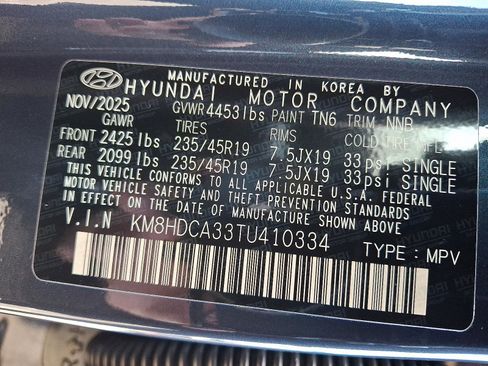 MANUFACTURED IN KOREA BY
HYUNDAI MOTOR COMPANY
NOV/2025 GVWR 4453 lbs PAINT TN6 TRIM NNB
GAWR TIRES RIMS COLD TIRE INFL.
FRONT 2425 lbs 235/45R19 7.5JX19 33 psi SINGLE
REAR 2099 lbs 235/45R19 7.5JX19 33 psi SINGLE
THIS VEHICLE CONFORMS TO ALL APPLICABLE U.S.A. FEDERAL
MOTOR VEHICLE SAFETY AND THEFT PREVENTION STANDARDS
IN EFFECT ON THE DATE OF MANUFACTURE SHOWN ABOVE.
V.I.N KM8HDCA33TU410334 TYPE : MPV